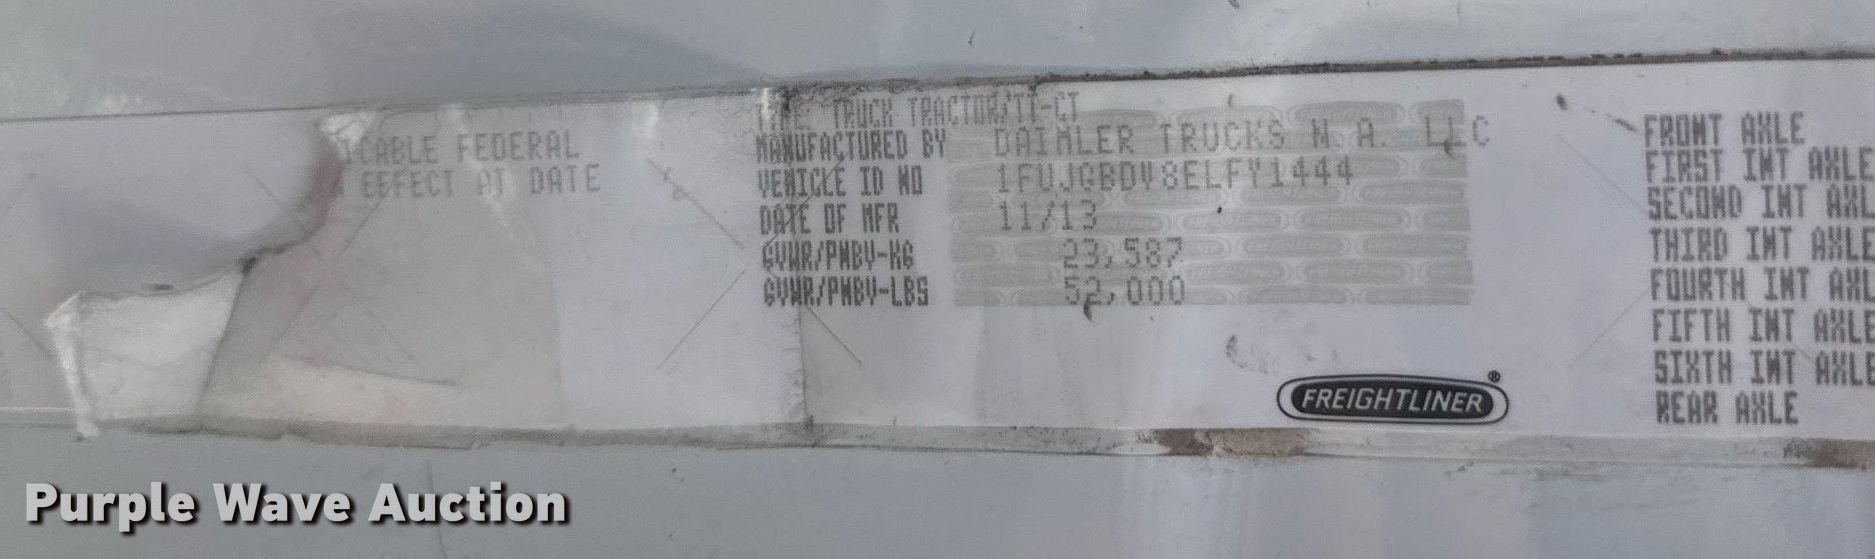 ICABLE FEDERAL
EFFECT AT DATE
TYPE TRUCK TRACTOR/TT-CT
MANUFACTURED BY DAIMLER TRUCKS N.A. LLC
VEHICLE ID NO 1FUJGBDV8ELFY1444
DATE OF MFR 11/13
GVWR/PNBV-KG 23,587
GVWR/PNBV-LBS 52,000
FREIGHTLINER®
FRONT AXLE
FIRST INT AXLE
SECOND INT AXL
THIRD INT AXLE
FOURTH INT AXL
FIFTH INT AXLE
SIXTH INT AXLE
REAR AXLE
Purple Wave Auction